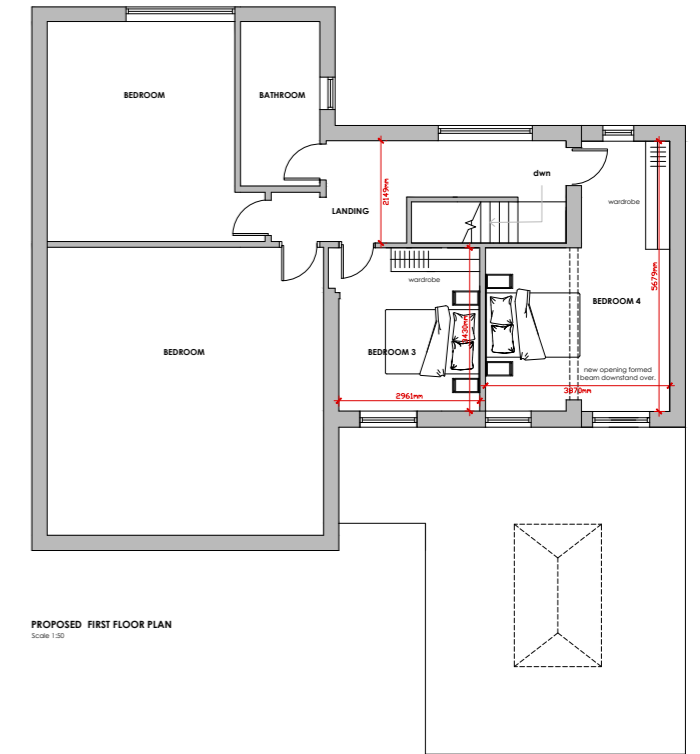 BEDROOM
BATHROOM
dwn
2149mm
wardrobe
LANDING
wardrobe
5679mm
BEDROOM 4
3430mm
BEDROOM
BEDROOM 3
new opening formed
beam downstand over.
3870mm
2961mm
PROPOSED FIRST FLOOR PLAN
Scale 1:50